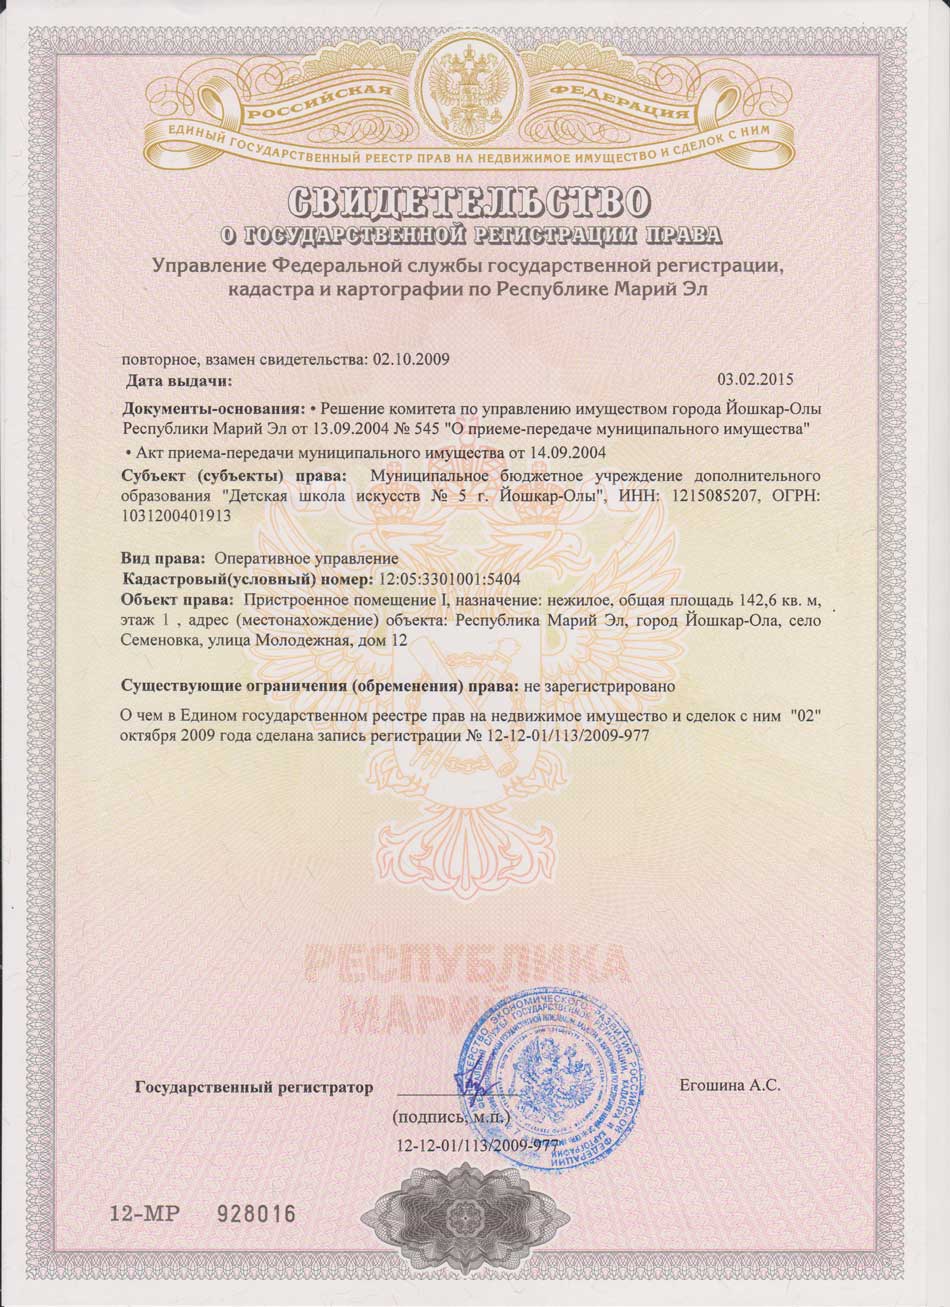 РОССИЙСКАЯ ФЕДЕРАЦИЯ
ЕДИНЫЙ ГОСУДАРСТВЕННЫЙ РЕЕСТР ПРАВ НА НЕДВИЖИМОЕ ИМУЩЕСТВО И СДЕЛОК С НИМ
СВИДЕТЕЛЬСТВО
О ГОСУДАРСТВЕННОЙ РЕГИСТРАЦИИ ПРАВА
Управление Федеральной службы государственной регистрации,
кадастра и картографии по Республике Марий Эл
повторное, взамен свидетельства: 02.10.2009
Дата выдачи: 03.02.2015
Документы-основания: • Решение комитета по управлению имуществом города Йошкар-Олы
Республики Марий Эл от 13.09.2004 № 545 "О приеме-передаче муниципального имущества"
• Акт приема-передачи муниципального имущества от 14.09.2004
Субъект (субъекты) права: Муниципальное бюджетное учреждение дополнительного
образования "Детская школа искусств № 5 г. Йошкар-Олы", ИНН: 1215085207, ОГРН:
1031200401913
Вид права: Оперативное управление
Кадастровый(условный) номер: 12:05:3301001:5404
Объект права: Пристроенное помещение I, назначение: нежилое, общая площадь 142,6 кв. м,
этаж 1 , адрес (местонахождение) объекта: Республика Марий Эл, город Йошкар-Ола, село
Семеновка, улица Молодежная, дом 12
Существующие ограничения (обременения) права: не зарегистрировано
О чем в Едином государственном реестре прав на недвижимое имущество и сделок с ним "02"
октября 2009 года сделана запись регистрации № 12-12-01/113/2009-977
РЕСПУБЛИКА
МАРИЙ
Государственный регистратор Егошина А.С.
(подпись, м.п.)
12-12-01/113/2009-977
12-МР 928016